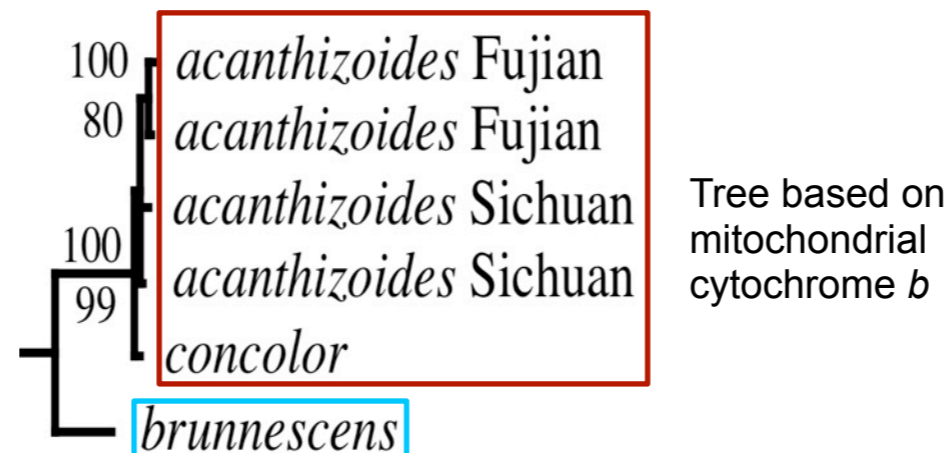 100
acanthizoides Fujian
80
acanthizoides Fujian
acanthizoides Sichuan
100
acanthizoides Sichuan
99
concolor
brunnescens
Tree based on
mitochondrial
cytochrome b